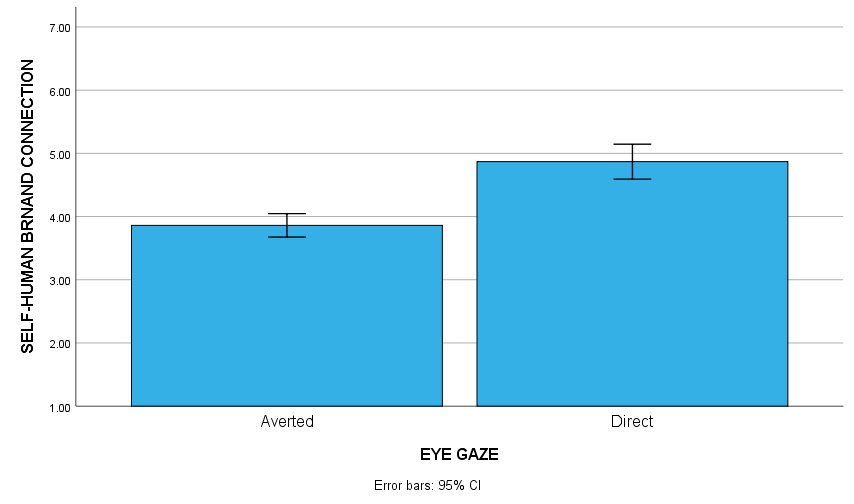 7.00
6.00
5.00
4.00
3.00
2.00
1.00
SELF-HUMAN BRNAND CONNECTION
Averted
Direct
EYE GAZE
Error bars: 95% CI